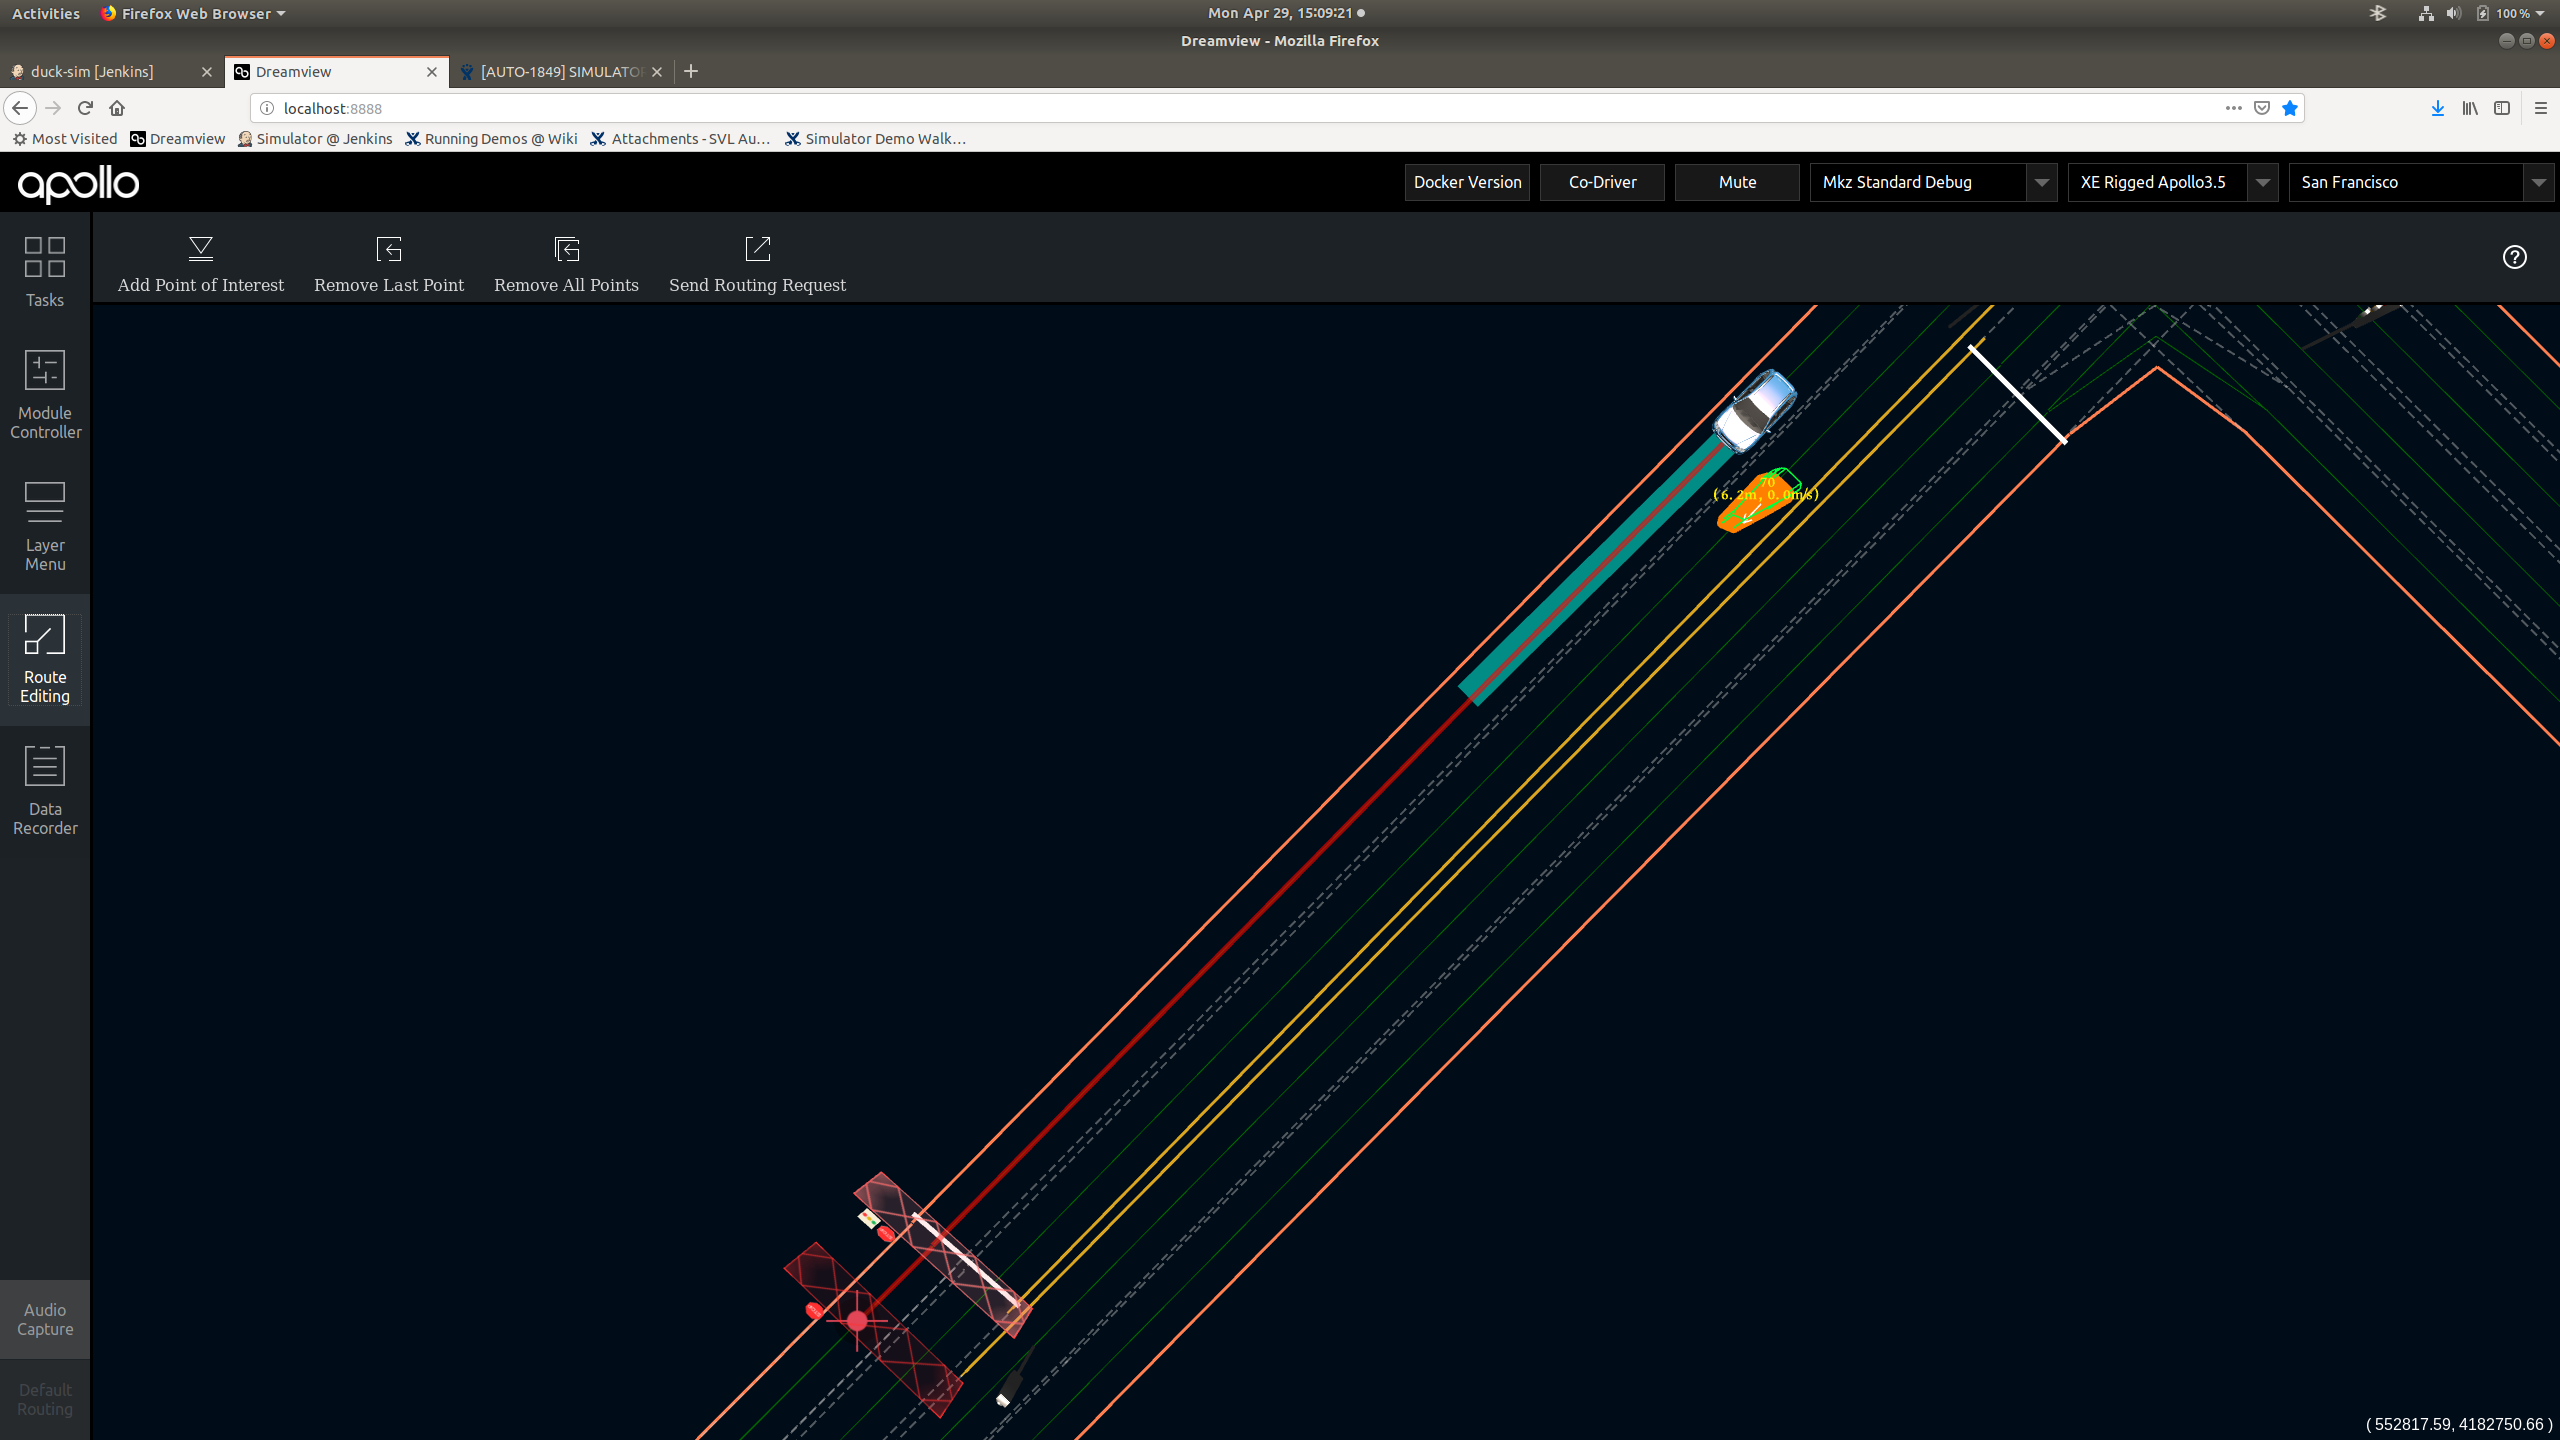 Activities
Firefox Web Browser
Mon Apr 29, 15:09:21
100 %
Dreamview - Mozilla Firefox
duck-sim [Jenkins]
Dreamview
[AUTO-1849] SIMULATO
localhost:8888
Most Visited
Dreamview
Simulator @ Jenkins
Running Demos @ Wiki
Attachments - SVL Au…
Simulator Demo Walk…
apollo
Docker Version
Co-Driver
Mute
Mkz Standard Debug
XE Rigged Apollo3.5
San Francisco
Add Point of Interest
Remove Last Point
Remove All Points
Send Routing Request
Tasks
Module
Controller
Layer
Menu
Route
Editing
Data
Recorder
Audio
Capture
Default
Routing
70
(6.2m, 0.0m/s)
( 552817.59, 4182750.66 )